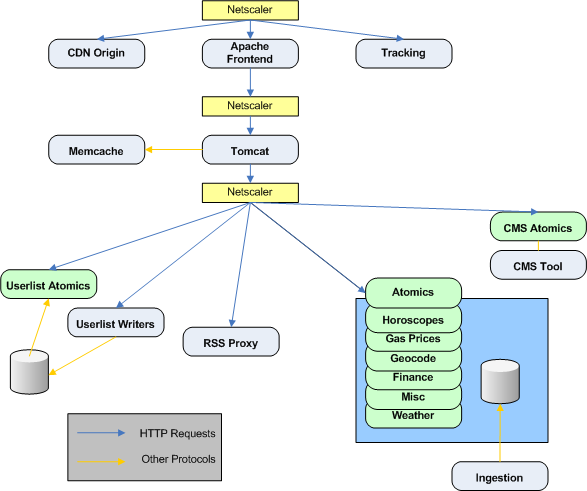 Netscaler
CDN Origin
Apache
Frontend
Tracking
Netscaler
Memcache
Tomcat
Netscaler
CMS Atomics
CMS Tool
Userlist Atomics
Userlist Writers
RSS Proxy
Atomics
Horoscopes
Gas Prices
Geocode
Finance
Misc
Weather
HTTP Requests
Other Protocols
Ingestion